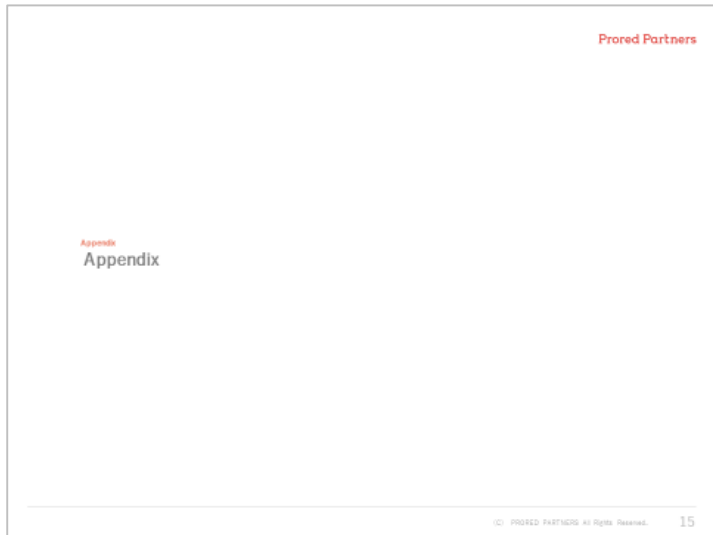 Prored Partners
Appendix
Appendix
(C) PRORED PARTNERS All Rights Reserved. 15